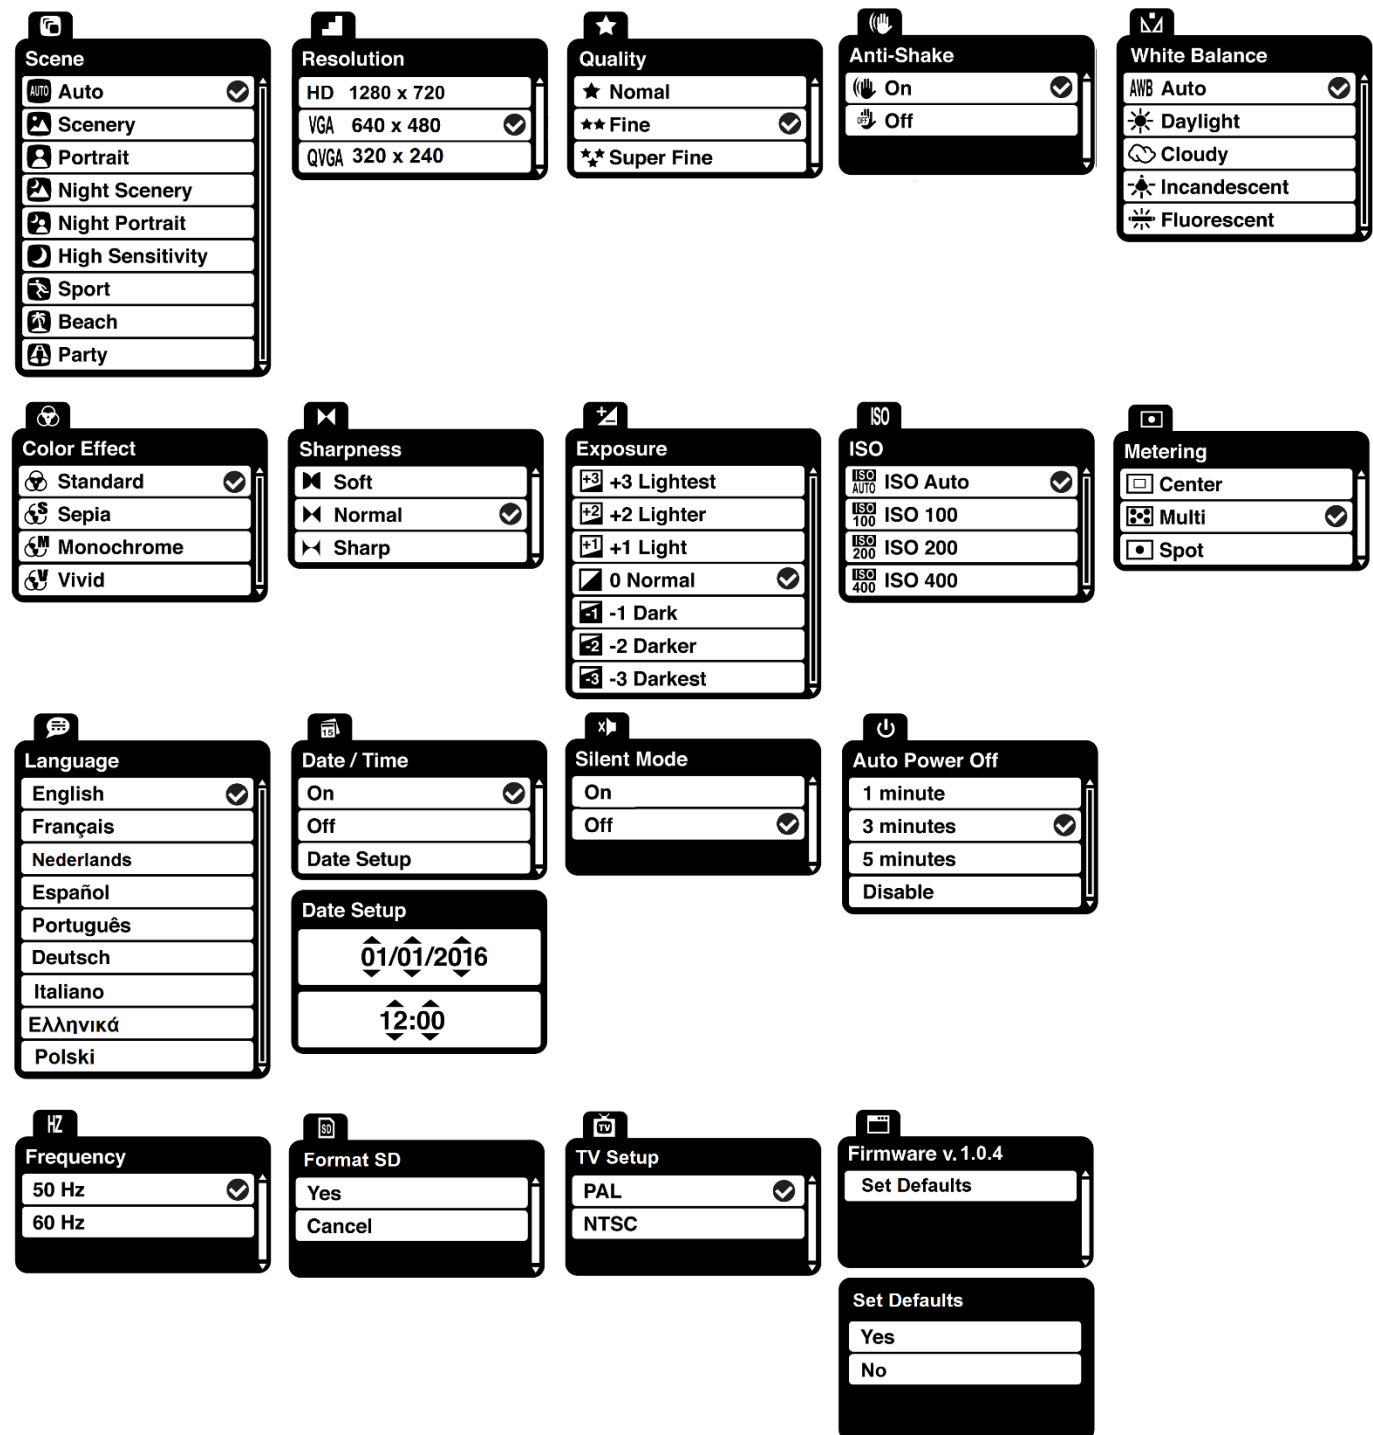 Scene
AUTO Auto
Scenery
Portrait
Night Scenery
Night Portrait
High Sensitivity
Sport
Beach
Party
Resolution
HD 1280 x 720
VGA 640 x 480
QVGA 320 x 240
Quality
Nomal
Fine
Super Fine
Anti-Shake
On
OFF Off
White Balance
AWB Auto
Daylight
Cloudy
Incandescent
Fluorescent
Color Effect
Standard
S Sepia
M Monochrome
V Vivid
Sharpness
Soft
Normal
Sharp
Exposure
+3 +3 Lightest
+2 +2 Lighter
+1 +1 Light
0 Normal
-1 -1 Dark
-2 -2 Darker
-3 -3 Darkest
ISO
ISO
ISO AUTO ISO Auto
ISO 100 ISO 100
ISO 200 ISO 200
ISO 400 ISO 400
Metering
Center
Multi
Spot
Language
English
Français
Nederlands
Español
Português
Deutsch
Italiano
Ελληνικά
Polski
15
Date / Time
On
Off
Date Setup
Date Setup
01/01/2016
12:00
X
Silent Mode
On
Off
Auto Power Off
1 minute
3 minutes
5 minutes
Disable
HZ
Frequency
50 Hz
60 Hz
SD
Format SD
Yes
Cancel
TV
TV Setup
PAL
NTSC
Firmware v. 1.0.4
Set Defaults
Set Defaults
Yes
No